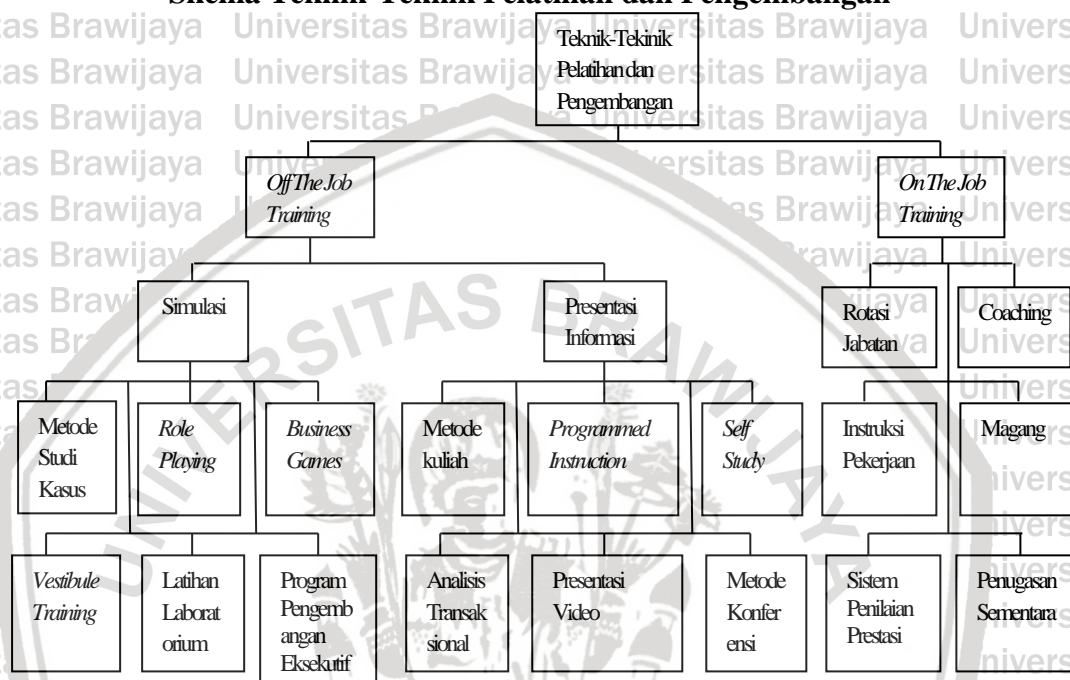 Skema Teknik-Teknik Pelatihan dan Pengembangan
Teknik-Tekinik
Pelatihan dan
Pengembangan
Off The Job
Training
On The Job
Training
Simulasi
Presentasi
Informasi
Rotasi
Jabatan
Coaching
Metode
Studi
Kasus
Role
Playing
Business
Games
Metode
kuliah
Programmed
Instruction
Self
Study
Instruksi
Pekerjaan
Magang
Vestibule
Training
Latihan
Laborat
orium
Program
Pengemb
angan
Eksekutif
Analisis
Transak
sional
Presentasi
Video
Metode
Konfer
ensi
Sistem
Penilaian
Prestasi
Penugasan
Sementara
UNIVERSITAS BRAWIJAYA
Universitas Brawijaya